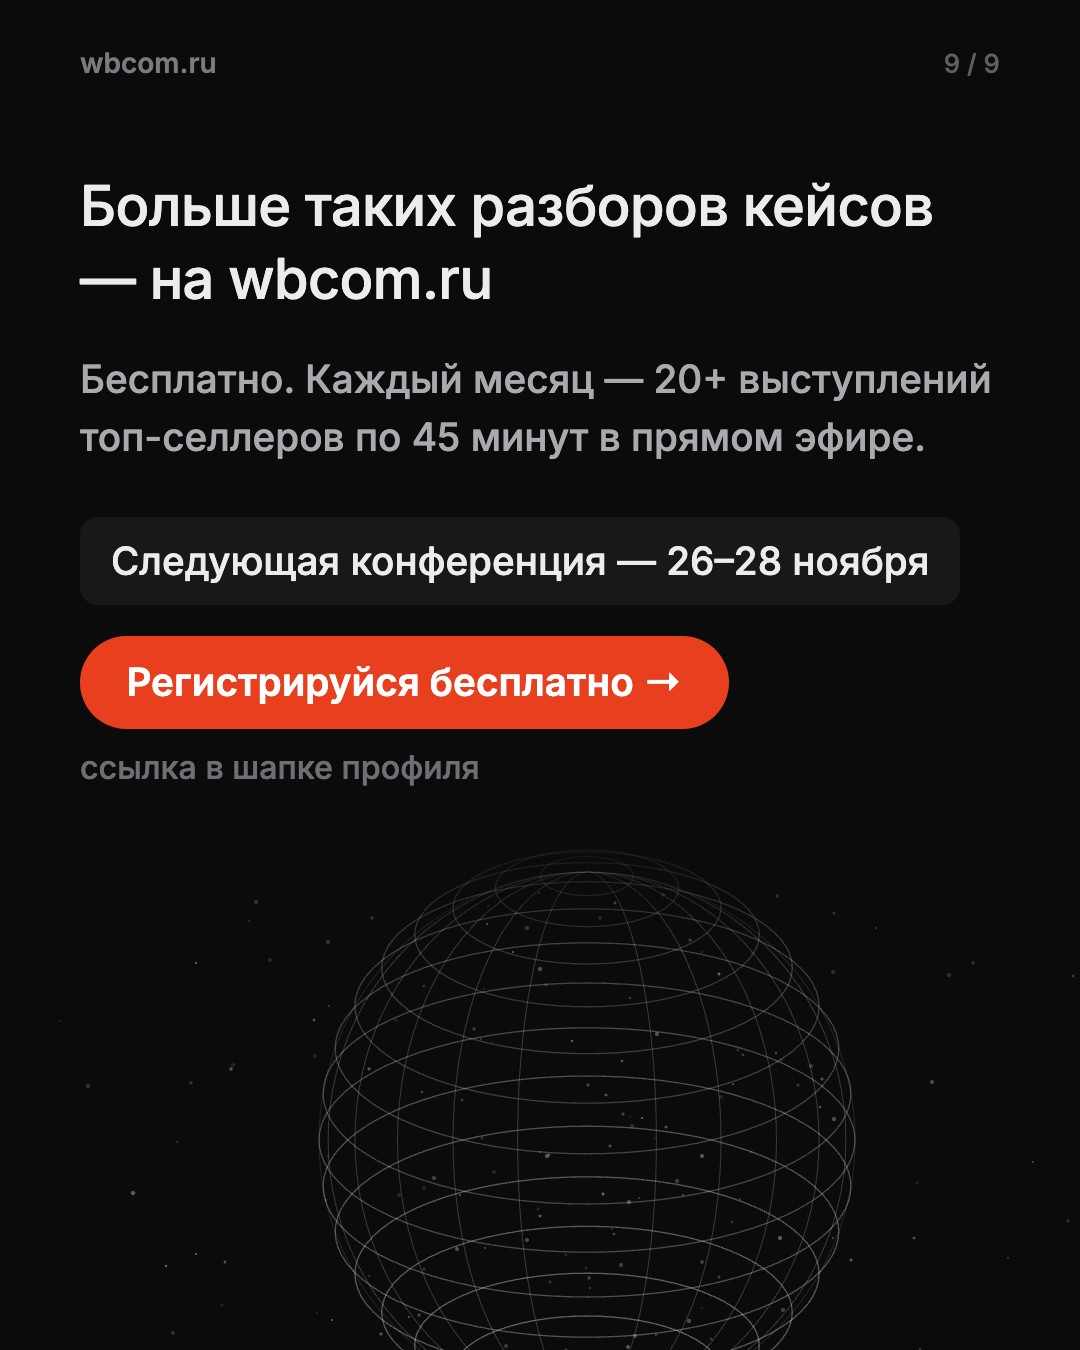 wbcom.ru
9 / 9
Больше таких разборов кейсов
— на wbcom.ru
Бесплатно. Каждый месяц — 20+ выступлений
топ-селлеров по 45 минут в прямом эфире.
Следующая конференция — 26–28 ноября
Регистрируйся бесплатно →
ссылка в шапке профиля